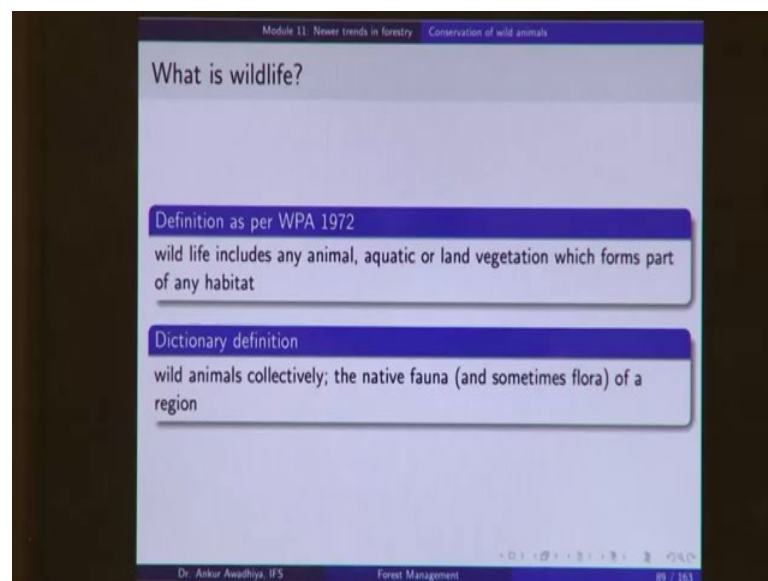 Module 11: Newer trends in forestry Conservation of wild animals
What is wildlife?
Definition as per WPA 1972
wild life includes any animal, aquatic or land vegetation which forms part
of any habitat
Dictionary definition
wild animals collectively; the native fauna (and sometimes flora) of a
region
Dr. Ankur Awadhiya, IFS Forest Management 89 / 163